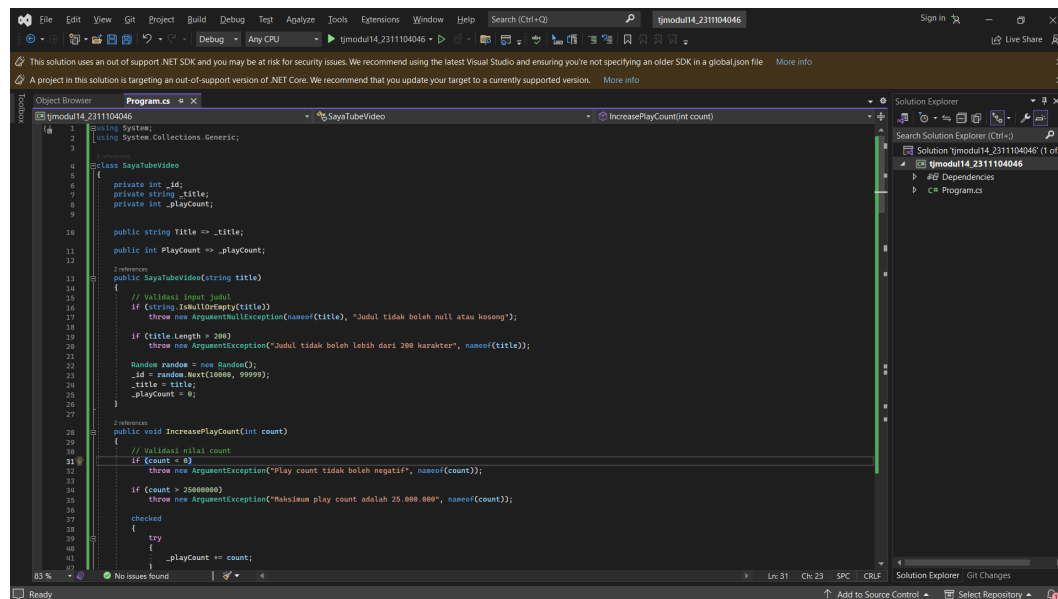 File Edit View Git Project Build Debug Test Analyze Tools Extensions Window Help Search (Ctrl+Q) tjmodul14_2311104046 Sign in
Debug Any CPU tjmodul14_2311104046 Live Share
This solution uses an out of support .NET SDK and you may be at risk for security issues. We recommend using the latest Visual Studio and ensuring you're not specifying an older SDK in a global.json file More info
A project in this solution is targeting an out-of-support version of .NET Core. We recommend that you update your target to a currently supported version. More info
Toolbox
Object Browser Program.cs
tjmodul14_2311104046 SayaTubeVideo IncreasePlayCount(int count)
1 using System;
2 using System.Collections.Generic;
3
references
4 class SayaTubeVideo
5 {
6 private int _id;
7 private string _title;
8 private int _playCount;
9
10 public string Title => _title;
11 public int PlayCount => _playCount;
12
2 references
13 public SayaTubeVideo(string title)
14 {
15 // Validasi input judul
16 if (string.IsNullOrEmpty(title))
17 throw new ArgumentNullException(nameof(title), "Judul tidak boleh null atau kosong");
18
19 if (title.Length > 200)
20 throw new ArgumentException("Judul tidak boleh lebih dari 200 karakter", nameof(title));
21
22 Random random = new Random();
23 _id = random.Next(10000, 99999);
24 _title = title;
25 _playCount = 0;
26 }
27
2 references
28 public void IncreasePlayCount(int count)
29 {
30 // Validasi nilai count
31 if (count < 0)
32 throw new ArgumentException("Play count tidak boleh negatif", nameof(count));
33
34 if (count > 25000000)
35 throw new ArgumentException("Maksimum play count adalah 25.000.000", nameof(count));
36
37 checked
38 {
39 try
40 {
41 _playCount += count;
42 }
83 % No issues found Ln: 31 Ch: 23 SPC CRLF
Solution Explorer
Search Solution Explorer (Ctrl+;)
Solution 'tjmodul14_2311104046' (1 of
tjmodul14_2311104046
Dependencies
C# Program.cs
Solution Explorer Git Changes
Ready Add to Source Control Select Repository